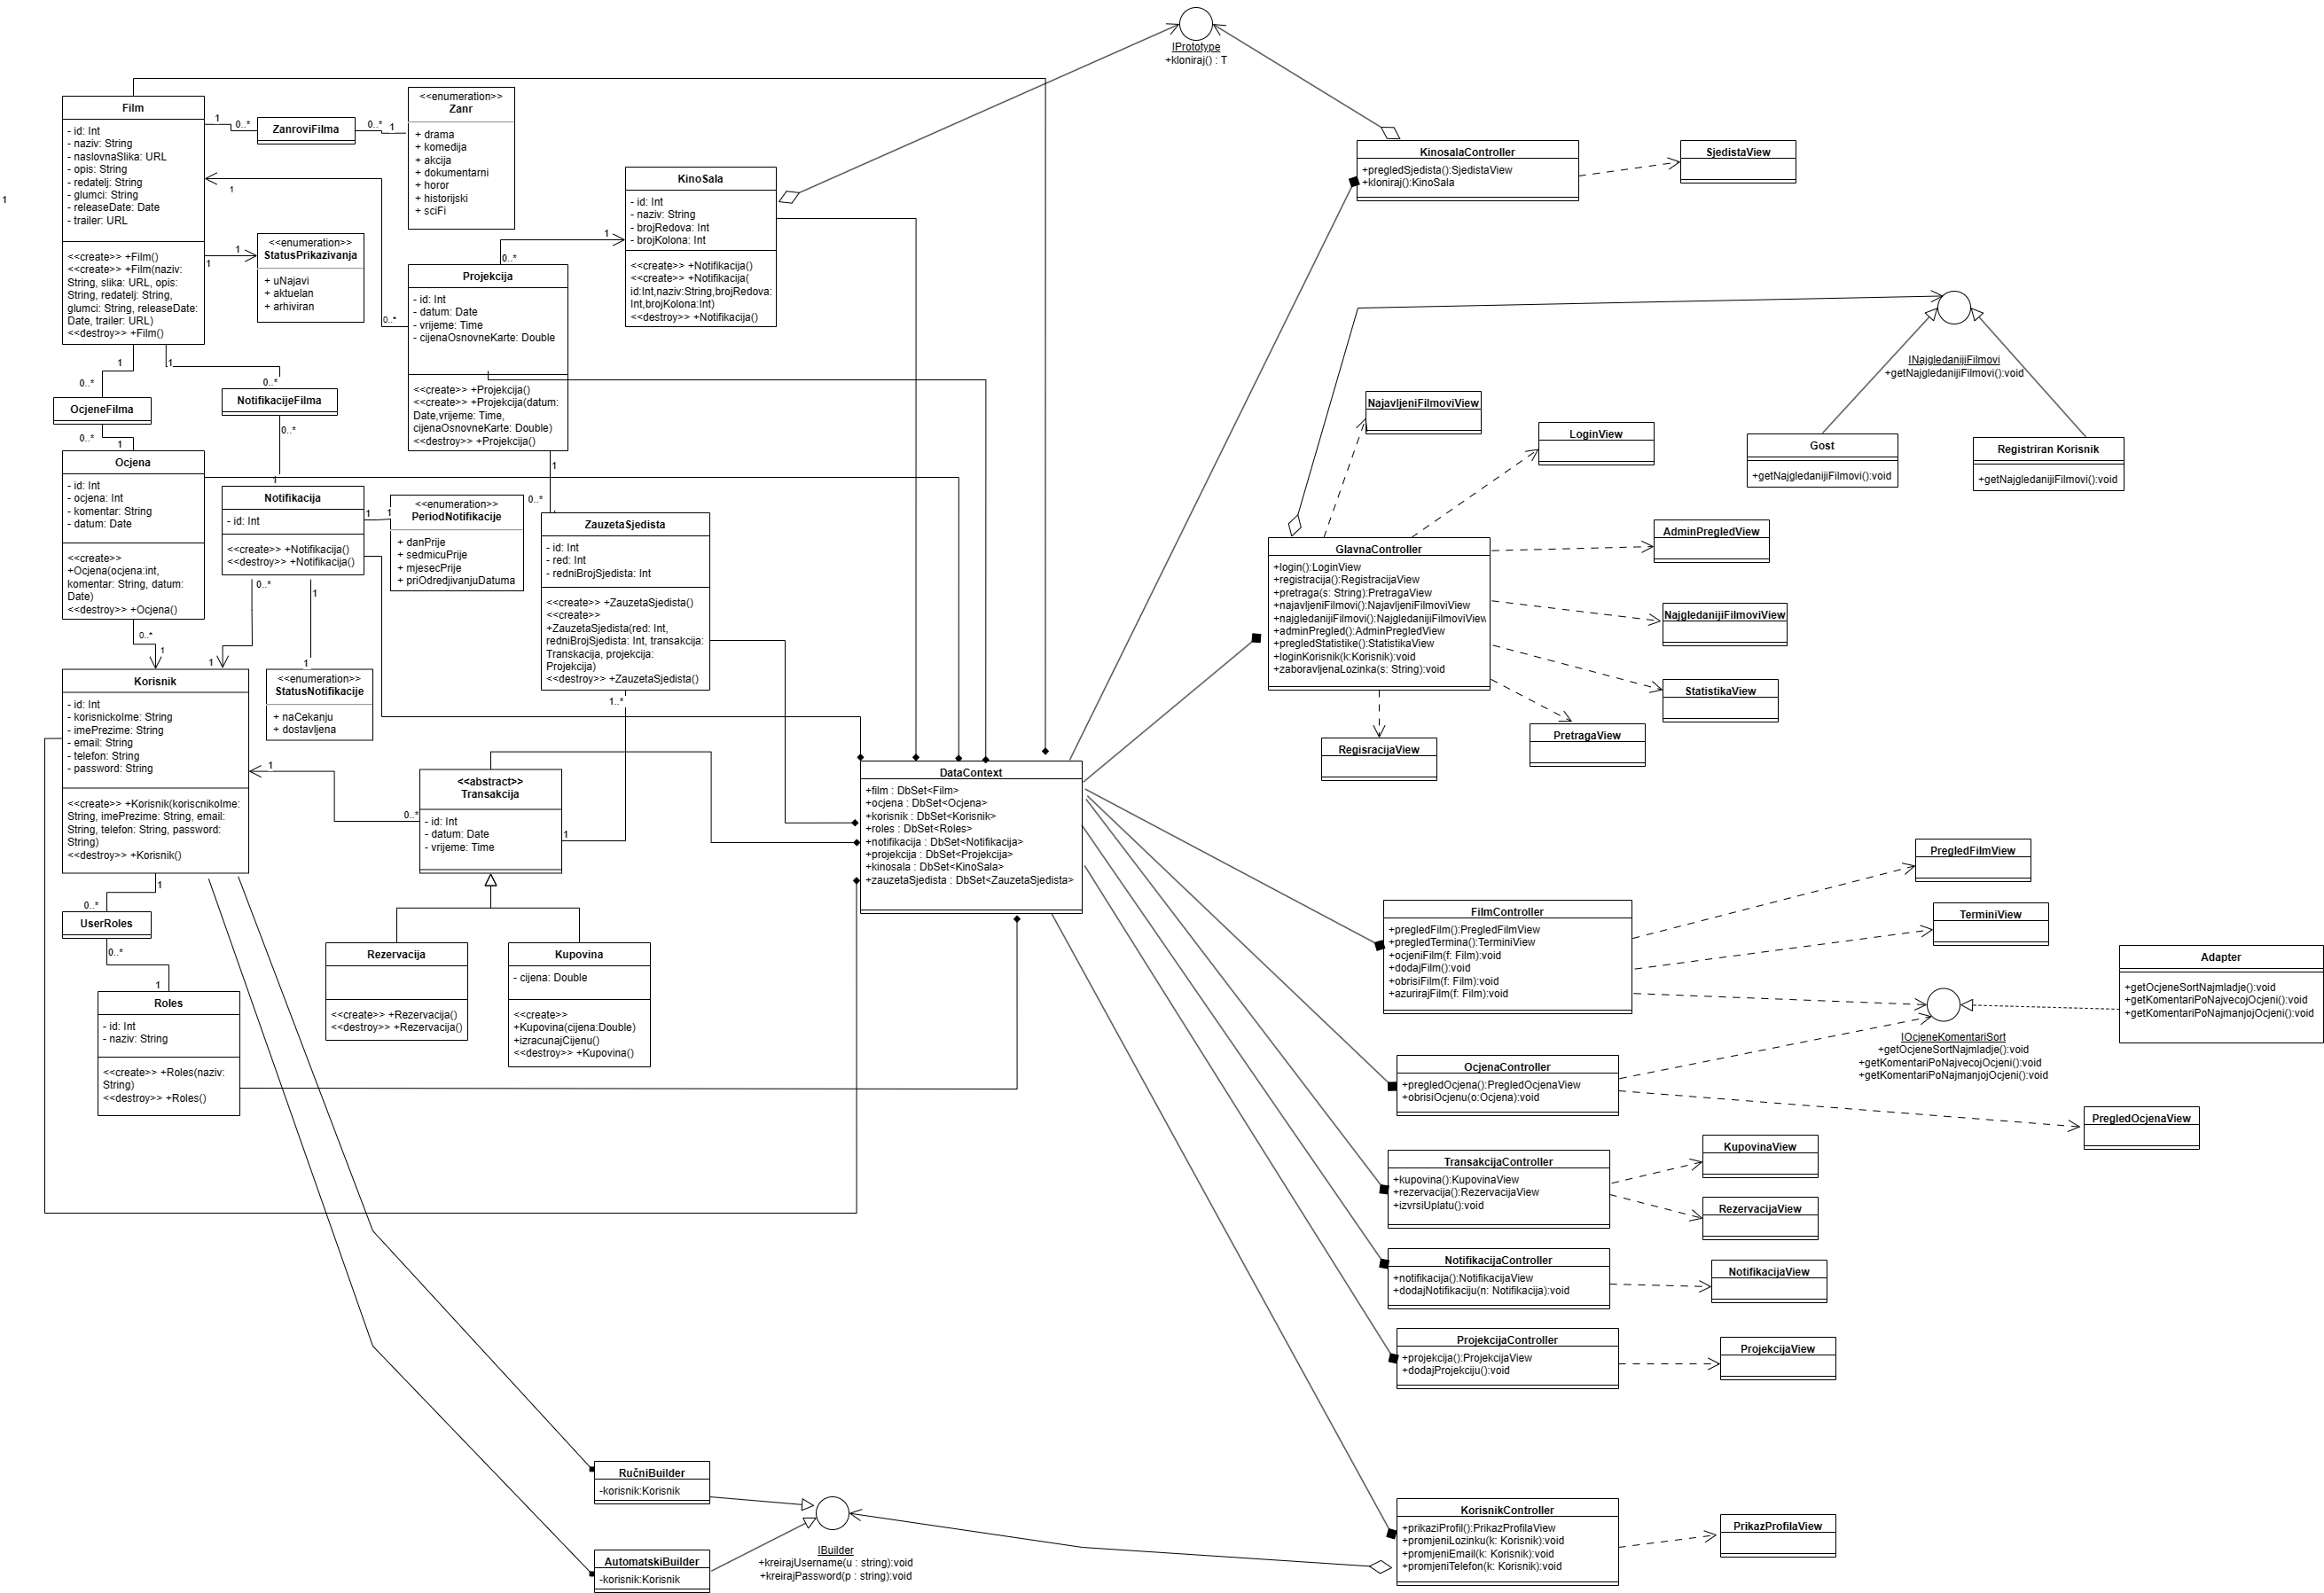 IPrototype
+kloniraj() : T
Film
- id: Int
- naziv: String
- naslovnaSlika: URL
- opis: String
- redatelj: String
- glumci: String
- releaseDate: Date
- trailer: URL
<<create>> +Film()
<<create>> +Film(naziv:
String, slika: URL, opis:
String, redatelj: String,
glumci: String, releaseDate:
Date, trailer: URL)
<<destroy>> +Film()
1
0..*
ZanroviFilma
0..*
1
<<enumeration>>
Zanr
+ drama
+ komedija
+ akcija
+ dokumentarni
+ horor
+ historijski
+ sciFi
1
1
1
1
<<enumeration>>
StatusPrikazivanja
+ uNajavi
+ aktuelan
+ arhiviran
KinoSala
- id: Int
- naziv: String
- brojRedova: Int
- brojKolona: Int
<<create>> +Notifikacija()
<<create>> +Notifikacija(
id:Int,naziv:String,brojRedova:
Int,brojKolona:Int)
<<destroy>> +Notifikacija()
1
0..*
Projekcija
- id: Int
- datum: Date
- vrijeme: Time
- cijenaOsnovneKarte: Double
<<create>> +Projekcija()
<<create>> +Projekcija(datum:
Date,vrijeme: Time,
cijenaOsnovneKarte: Double)
<<destroy>> +Projekcija()
0..*
1
0..*
1
0..*
OcjeneFilma
NotifikacijeFilma
0..*
1
0..*
1
Ocjena
- id: Int
- ocjena: Int
- komentar: String
- datum: Date
<<create>>
+Ocjena(ocjena:int,
komentar: String, datum:
Date)
<<destroy>> +Ocjena()
Notifikacija
- id: Int
<<create>> +Notifikacija()
<<destroy>> +Notifikacija()
1
1
<<enumeration>>
PeriodNotifikacije
+ danPrije
+ sedmicuPrije
+ mjesecPrije
+ priOdredjivanjuDatuma
1
0..*
ZauzetaSjedista
- id: Int
- red: Int
- redniBrojSjedista: Int
<<create>> +ZauzetaSjedista()
<<create>>
+ZauzetaSjedista(red: Int,
redniBrojSjedista: Int, transakcija:
Transkacija, projekcija:
Projekcija)
<<destroy>> +ZauzetaSjedista()
0..*
1
0..*
1
1
1
<<enumeration>>
StatusNotifikacije
+ naCekanju
+ dostavljena
Korisnik
- id: Int
- korisnickoIme: String
- imePrezime: String
- email: String
- telefon: String
- password: String
<<create>> +Korisnik(koriscnikoIme:
String, imePrezime: String, email:
String, telefon: String, password:
String)
<<destroy>> +Korisnik()
1
0..*
1..*
1
<<abstract>>
Transakcija
- id: Int
- datum: Date
- vrijeme: Time
1
0..*
UserRoles
0..*
1
Roles
- id: Int
- naziv: String
<<create>> +Roles(naziv:
String)
<<destroy>> +Roles()
Rezervacija
<<create>> +Rezervacija()
<<destroy>> +Rezervacija()
Kupovina
- cijena: Double
<<create>>
+Kupovina(cijena:Double)
+izracunajCijenu()
<<destroy>> +Kupovina()
DataContext
+film : DbSet<Film>
+ocjena : DbSet<Ocjena>
+korisnik : DbSet<Korisnik>
+roles : DbSet<Roles>
+notifikacija : DbSet<Notifikacija>
+projekcija : DbSet<Projekcija>
+kinosala : DbSet<KinoSala>
+zauzetaSjedista : DbSet<ZauzetaSjedista>
KinosalaController
+pregledSjedista():SjedistaView
+kloniraj():KinoSala
SjedistaView
INajgledanijiFilmovi
+getNajgledanijiFilmovi():void
Gost
+getNajgledanijiFilmovi():void
Registriran Korisnik
+getNajgledanijiFilmovi():void
NajavljeniFilmoviView
LoginView
GlavnaController
+login():LoginView
+registracija():RegistracijaView
+pretraga(s: String):PretragaView
+najavljeniFilmovi():NajavljeniFilmoviView
+najgledanijiFilmovi():NajgledanijiFilmoviView
+adminPregled():AdminPregledView
+pregledStatistike():StatistikaView
+loginKorisnik(k:Korisnik):void
+zaboravljenaLozinka(s: String):void
AdminPregledView
NajgledanijiFilmoviView
StatistikaView
PretragaView
RegisracijaView
FilmController
+pregledFilm():PregledFilmView
+pregledTermina():TerminiView
+ocjeniFilm(f: Film):void
+dodajFilm():void
+obrisiFilm(f: Film):void
+azurirajFilm(f: Film):void
PregledFilmView
TerminiView
Adapter
+getOcjeneSortNajmladje():void
+getKomentariPoNajvecojOcjeni():void
+getKomentariPoNajmanjojOcjeni():void
IOcjeneKomentariSort
+getOcjeneSortNajmladje():void
+getKomentariPoNajvecojOcjeni():void
+getKomentariPoNajmanjojOcjeni():void
OcjenaController
+pregledOcjena():PregledOcjenaView
+obrisiOcjenu(o:Ocjena):void
PregledOcjenaView
TransakcijaController
+kupovina():KupovinaView
+rezervacija():RezervacijaView
+izvrsiUplatu():void
KupovinaView
RezervacijaView
NotifikacijaController
+notifikacija():NotifikacijaView
+dodajNotifikaciju(n: Notifikacija):void
NotifikacijaView
ProjekcijaController
+projekcija():ProjekcijaView
+dodajProjekciju():void
ProjekcijaView
RučniBuilder
-korisnik:Korisnik
AutomatskiBuilder
-korisnik:Korisnik
IBuilder
+kreirajUsername(u : string):void
+kreirajPassword(p : string):void
KorisnikController
+prikaziProfil():PrikazProfilaView
+promjeniLozinku(k: Korisnik):void
+promjeniEmail(k: Korisnik):void
+promjeniTelefon(k: Korisnik):void
PrikazProfilaView